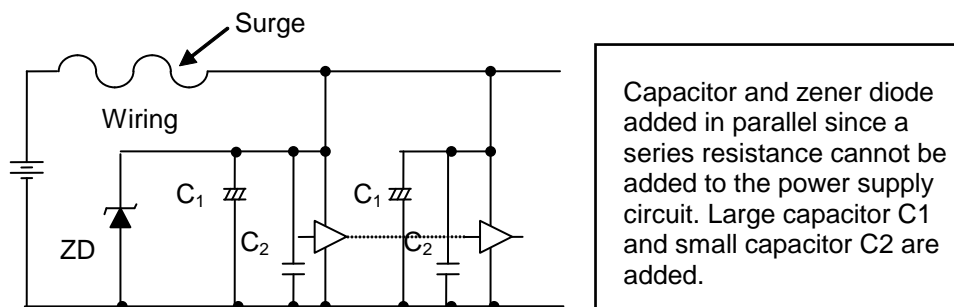 Surge
Wiring
C1
C1
C2
C2
ZD
Capacitor and zener diode
added in parallel since a
series resistance cannot be
added to the power supply
circuit. Large capacitor C1
and small capacitor C2 are
added.